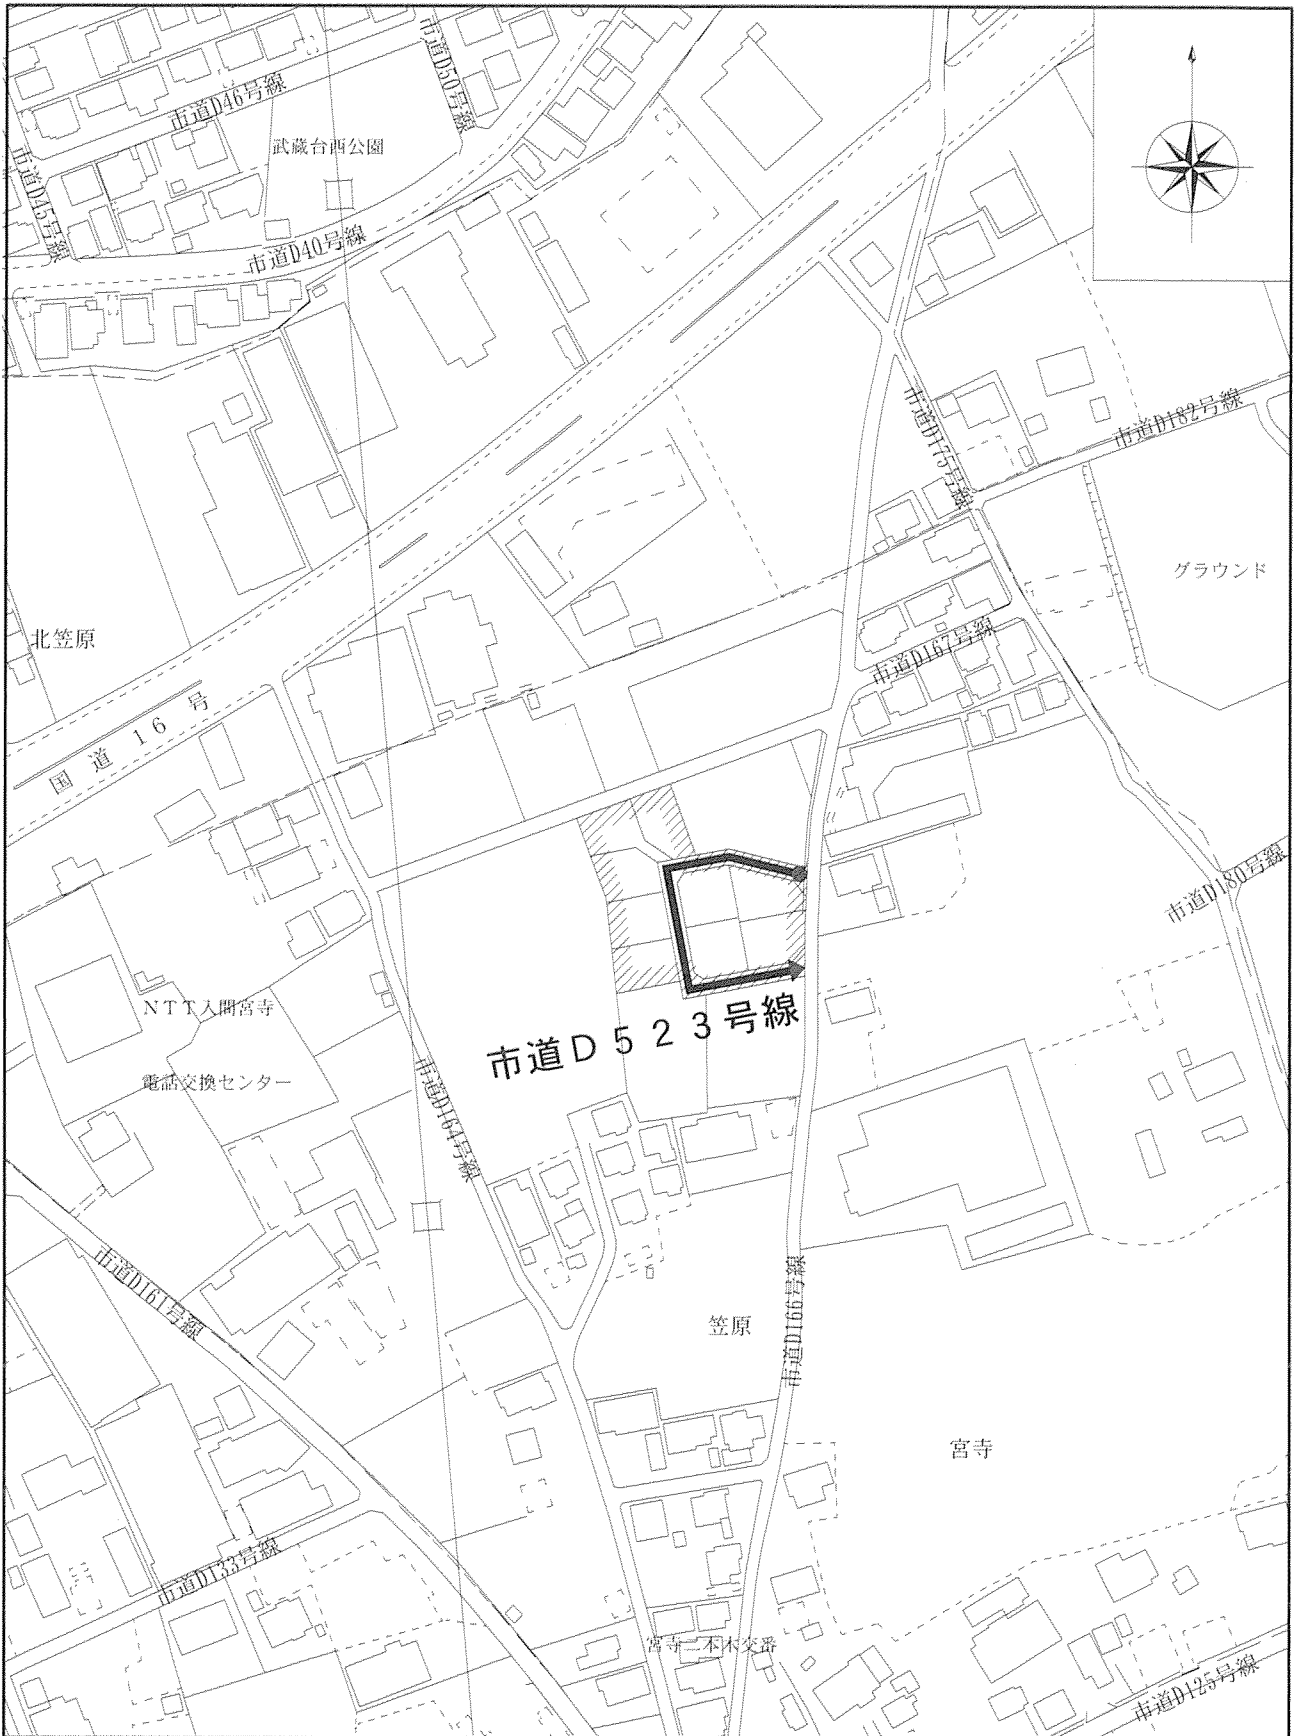 市道D50号線
市道D46号線
武蔵台西公園
市道D45号線
市道D40号線
市道D175号線
市道D182号線
グラウンド
北笠原
市道D167号線
国道16号
市道D180号線
NTT入間宮寺
電話交換センター
市道D523号線
市道D164号線
市道D161号線
市道D166号線
笠原
宮寺
市道D133号線
宮寺二本木交番
市道D125号線